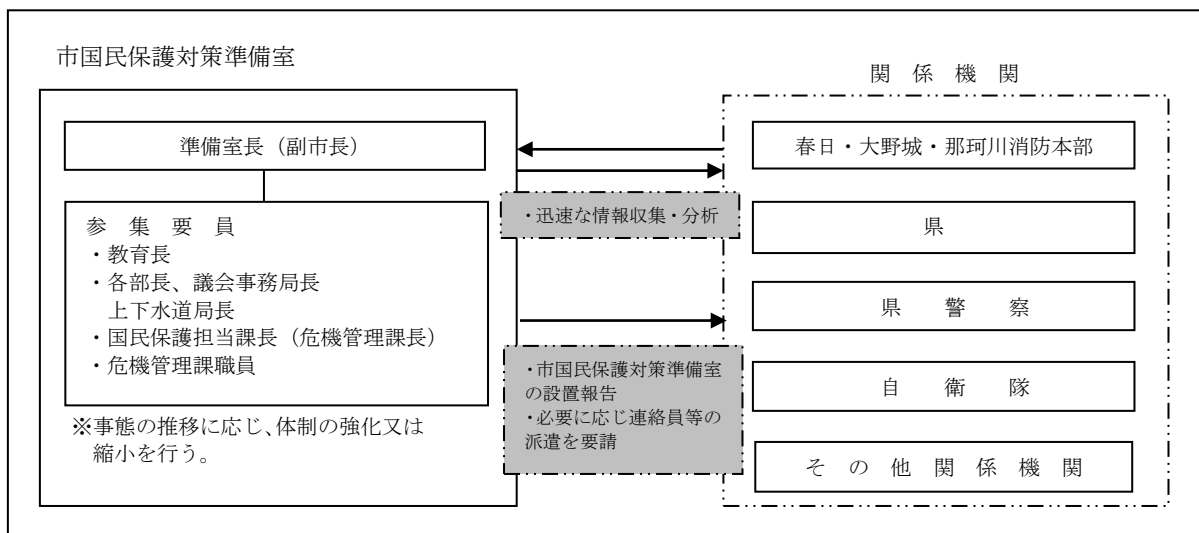 市国民保護対策準備室
準備室長（副市長）
参　集　要　員
・教育長
・各部長、議会事務局長
上下水道局長
・国民保護担当課長（危機管理課長）
・危機管理課職員
※事態の推移に応じ、体制の強化又は
縮小を行う。
・迅速な情報収集・分析
・市国民保護対策準備室
の設置報告
・必要に応じ連絡員等の
派遣を要請
関　係　機　関
春日・大野城・那珂川消防本部
県
県　警　察
自　衛　隊
そ　の　他　関　係　機　関